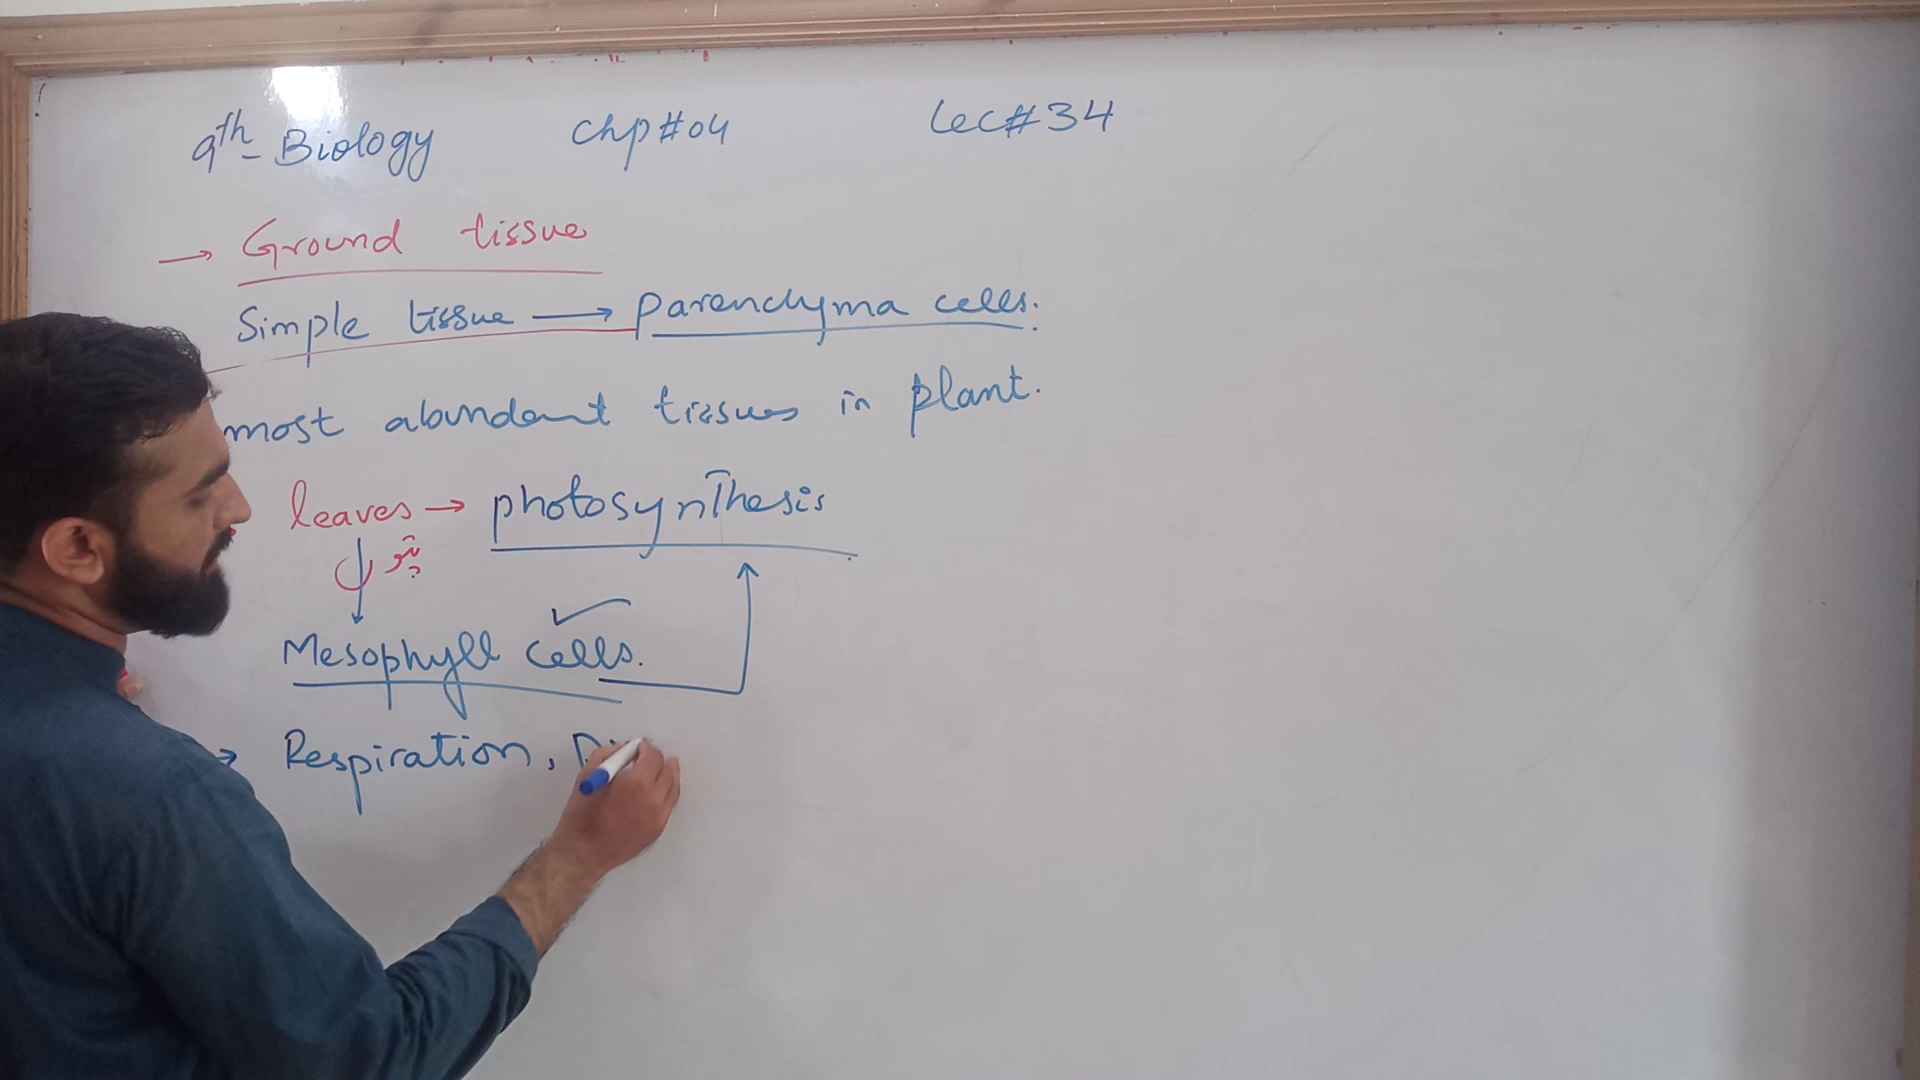 9th - Biology Chp#04 Lec#34
→ Ground tissue
Simple tissue → Parenchyma cells.
most abundant tissues in plant.
leaves → photosynthesis
پتوں
Mesophyll cells.
→ Respiration,